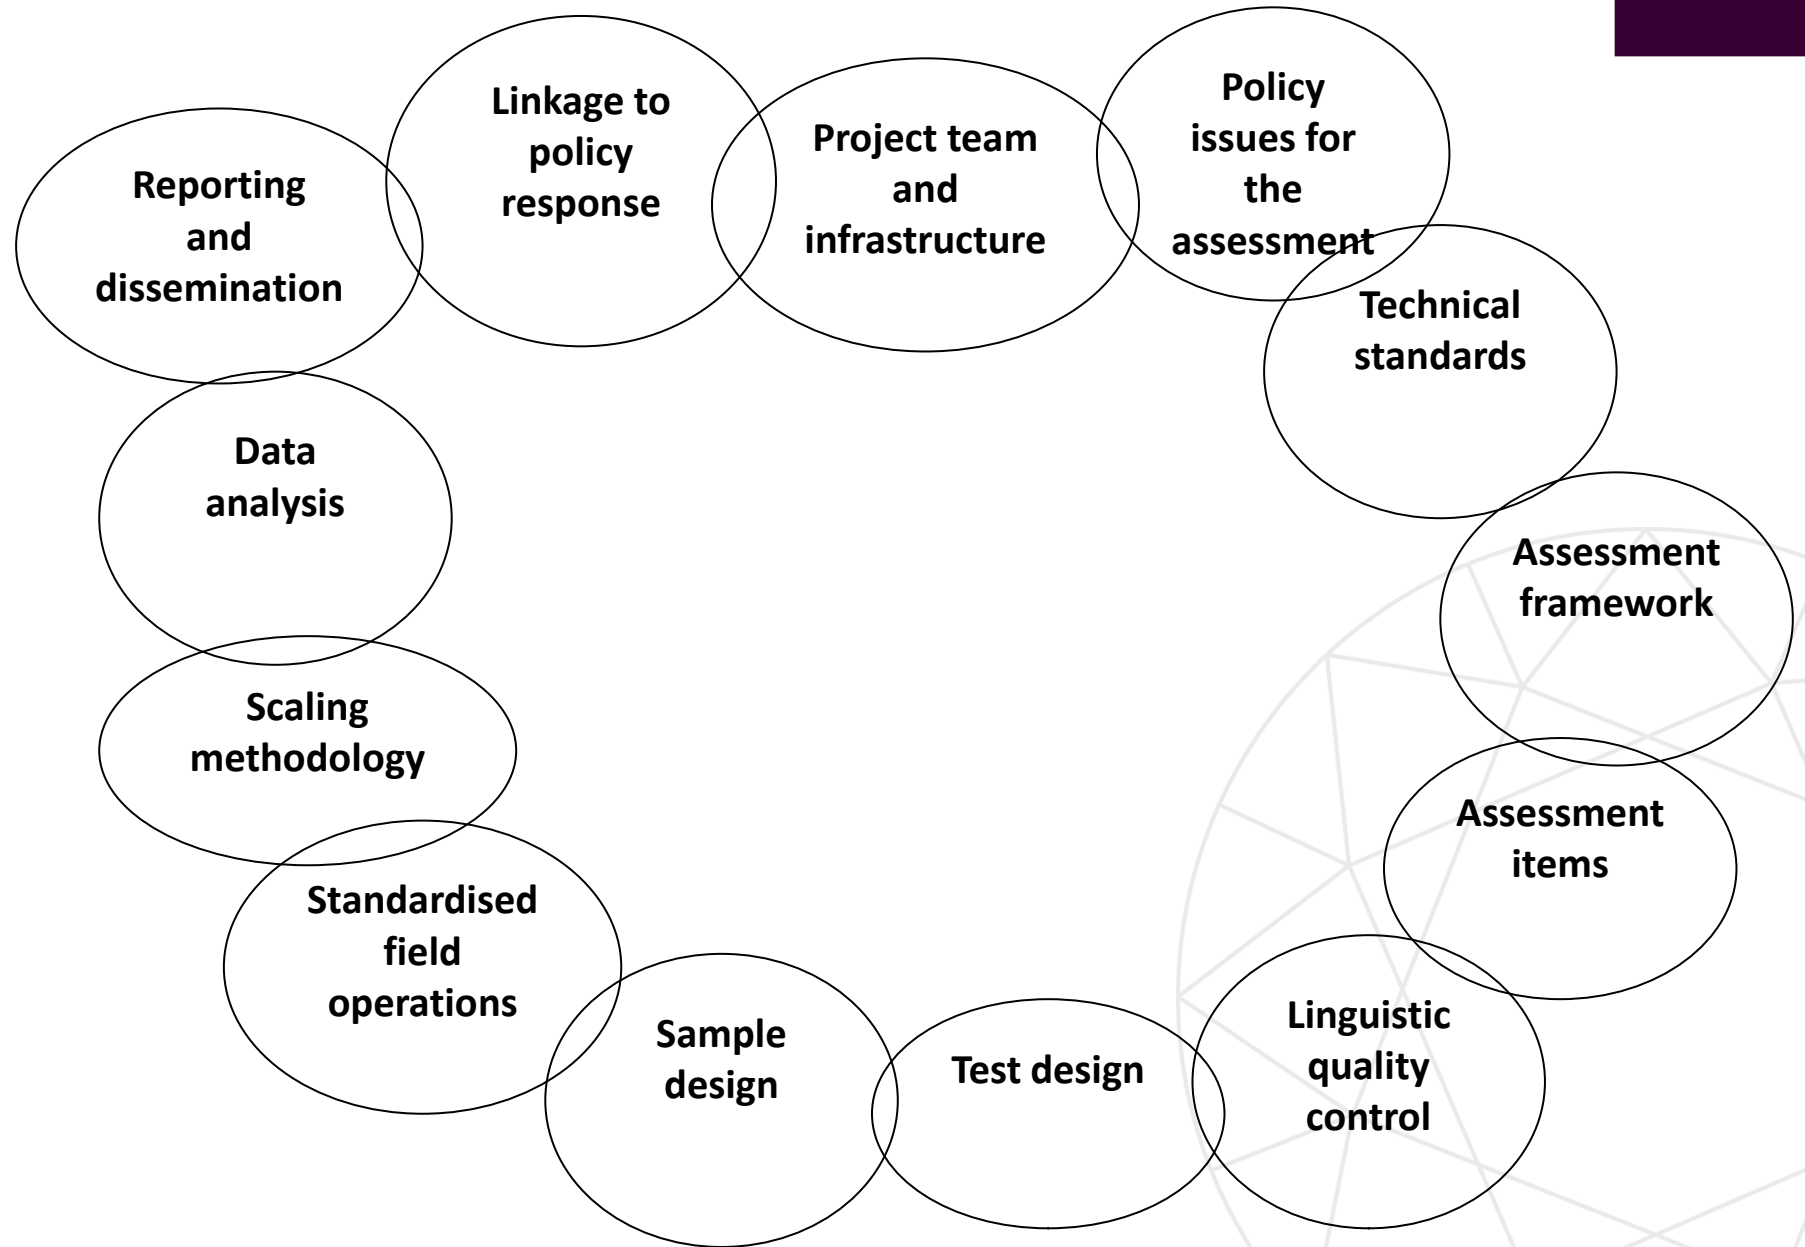 Linkage to
policy
response
Project team
and
infrastructure
Policy
issues for
the
assessment
Reporting
and
dissemination
Technical
standards
Data
analysis
Assessment
framework
Scaling
methodology
Assessment
items
Standardised
field
operations
Sample
design
Test design
Linguistic
quality
control